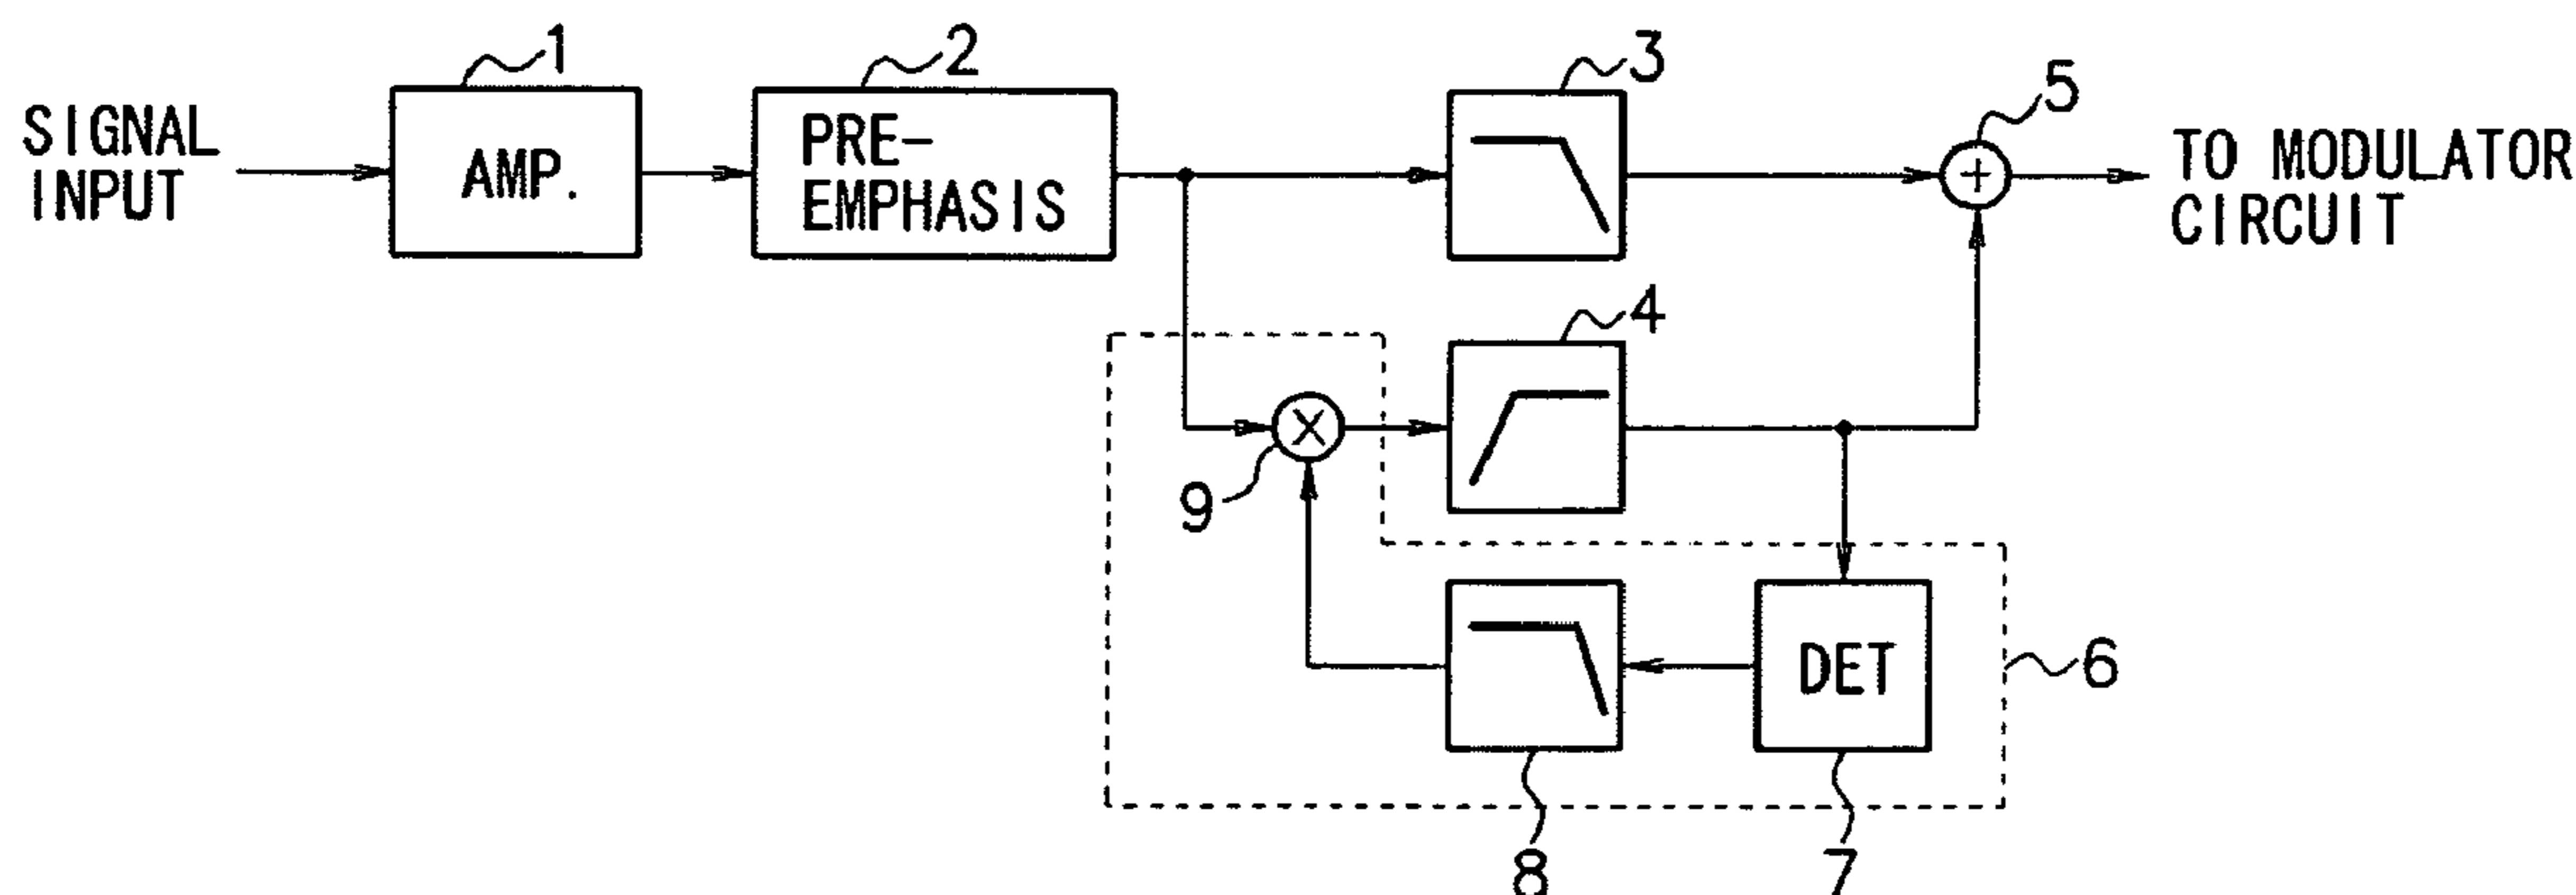 1
2
3
5
SIGNAL
INPUT
AMP.
PRE-
EMPHASIS
+
TO MODULATOR
CIRCUIT
4
9
×
DET
6
8
7